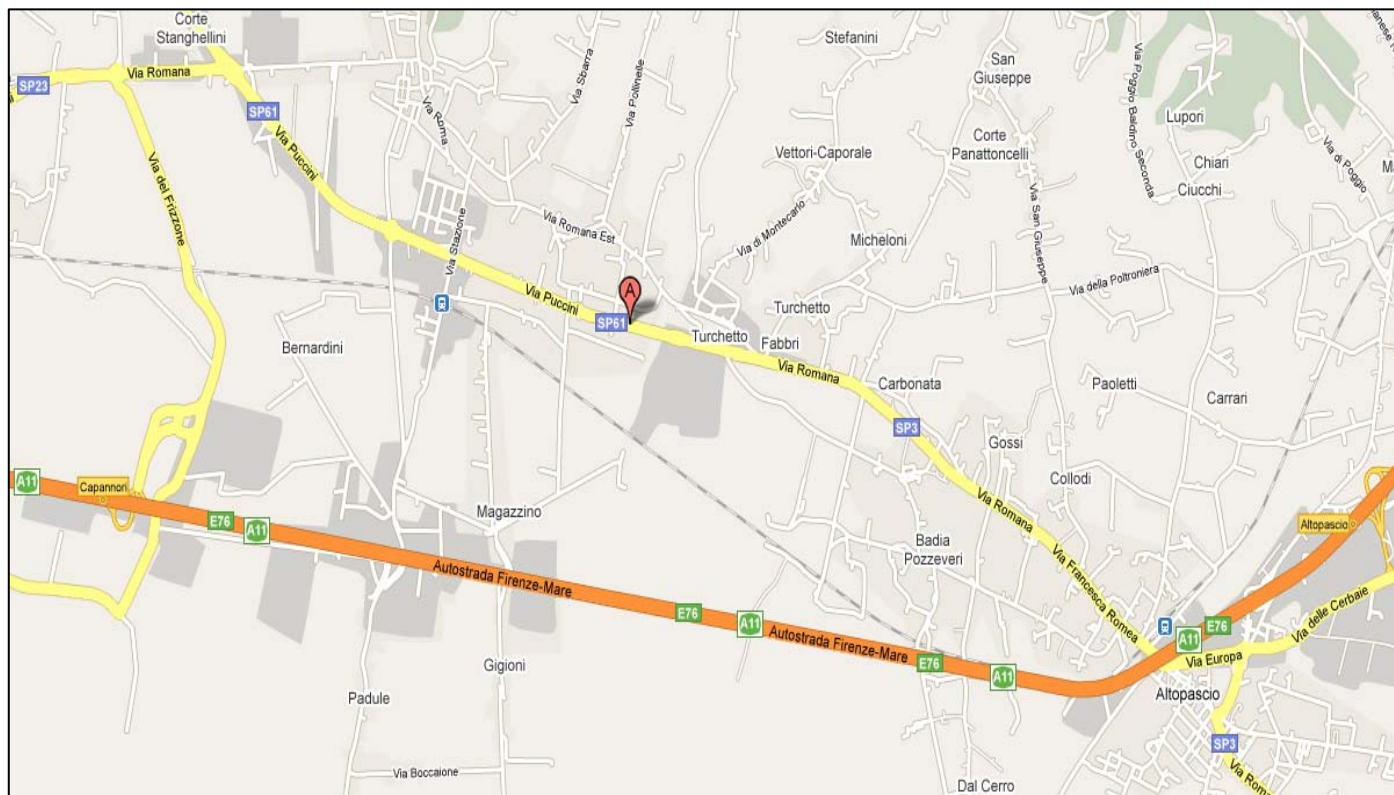 Corte
Stanghellini
Via Romana
SP23
SP61
Via Puccini
Via del Frizzone
Via Roma
Via Sbarra
Via Pollinelle
Stefanini
San
Giuseppe
Corte
Panattoncelli
Vettori-Caporale
Via Poggio Baldino Seconda
Lupori
Chiari
Ciucchi
Via di Poggio
Via Stazione
Via Romana Est
Via di Montecarlo
Micheloni
Via San Giuseppe
Via della Poltroniera
A
Via Puccini
SP61
Turchetto
Turchetto
Fabbri
Bernardini
Via Romana
Carbonata
Paoletti
Carrari
SP3
Gossi
Collodi
A11
Capannori
E76
A11
Magazzino
Via Romana
Altopascio
Badia
Pozzeveri
Autostrada Firenze-Mare
Via Francesca Romea
Via delle Cerbaie
E76
A11
Autostrada Firenze-Mare
E76
A11
A11
E76
Via Europa
Gigioni
Padule
Altopascio
SP3
Via Boccaione
Dal Cerro
Via Roma